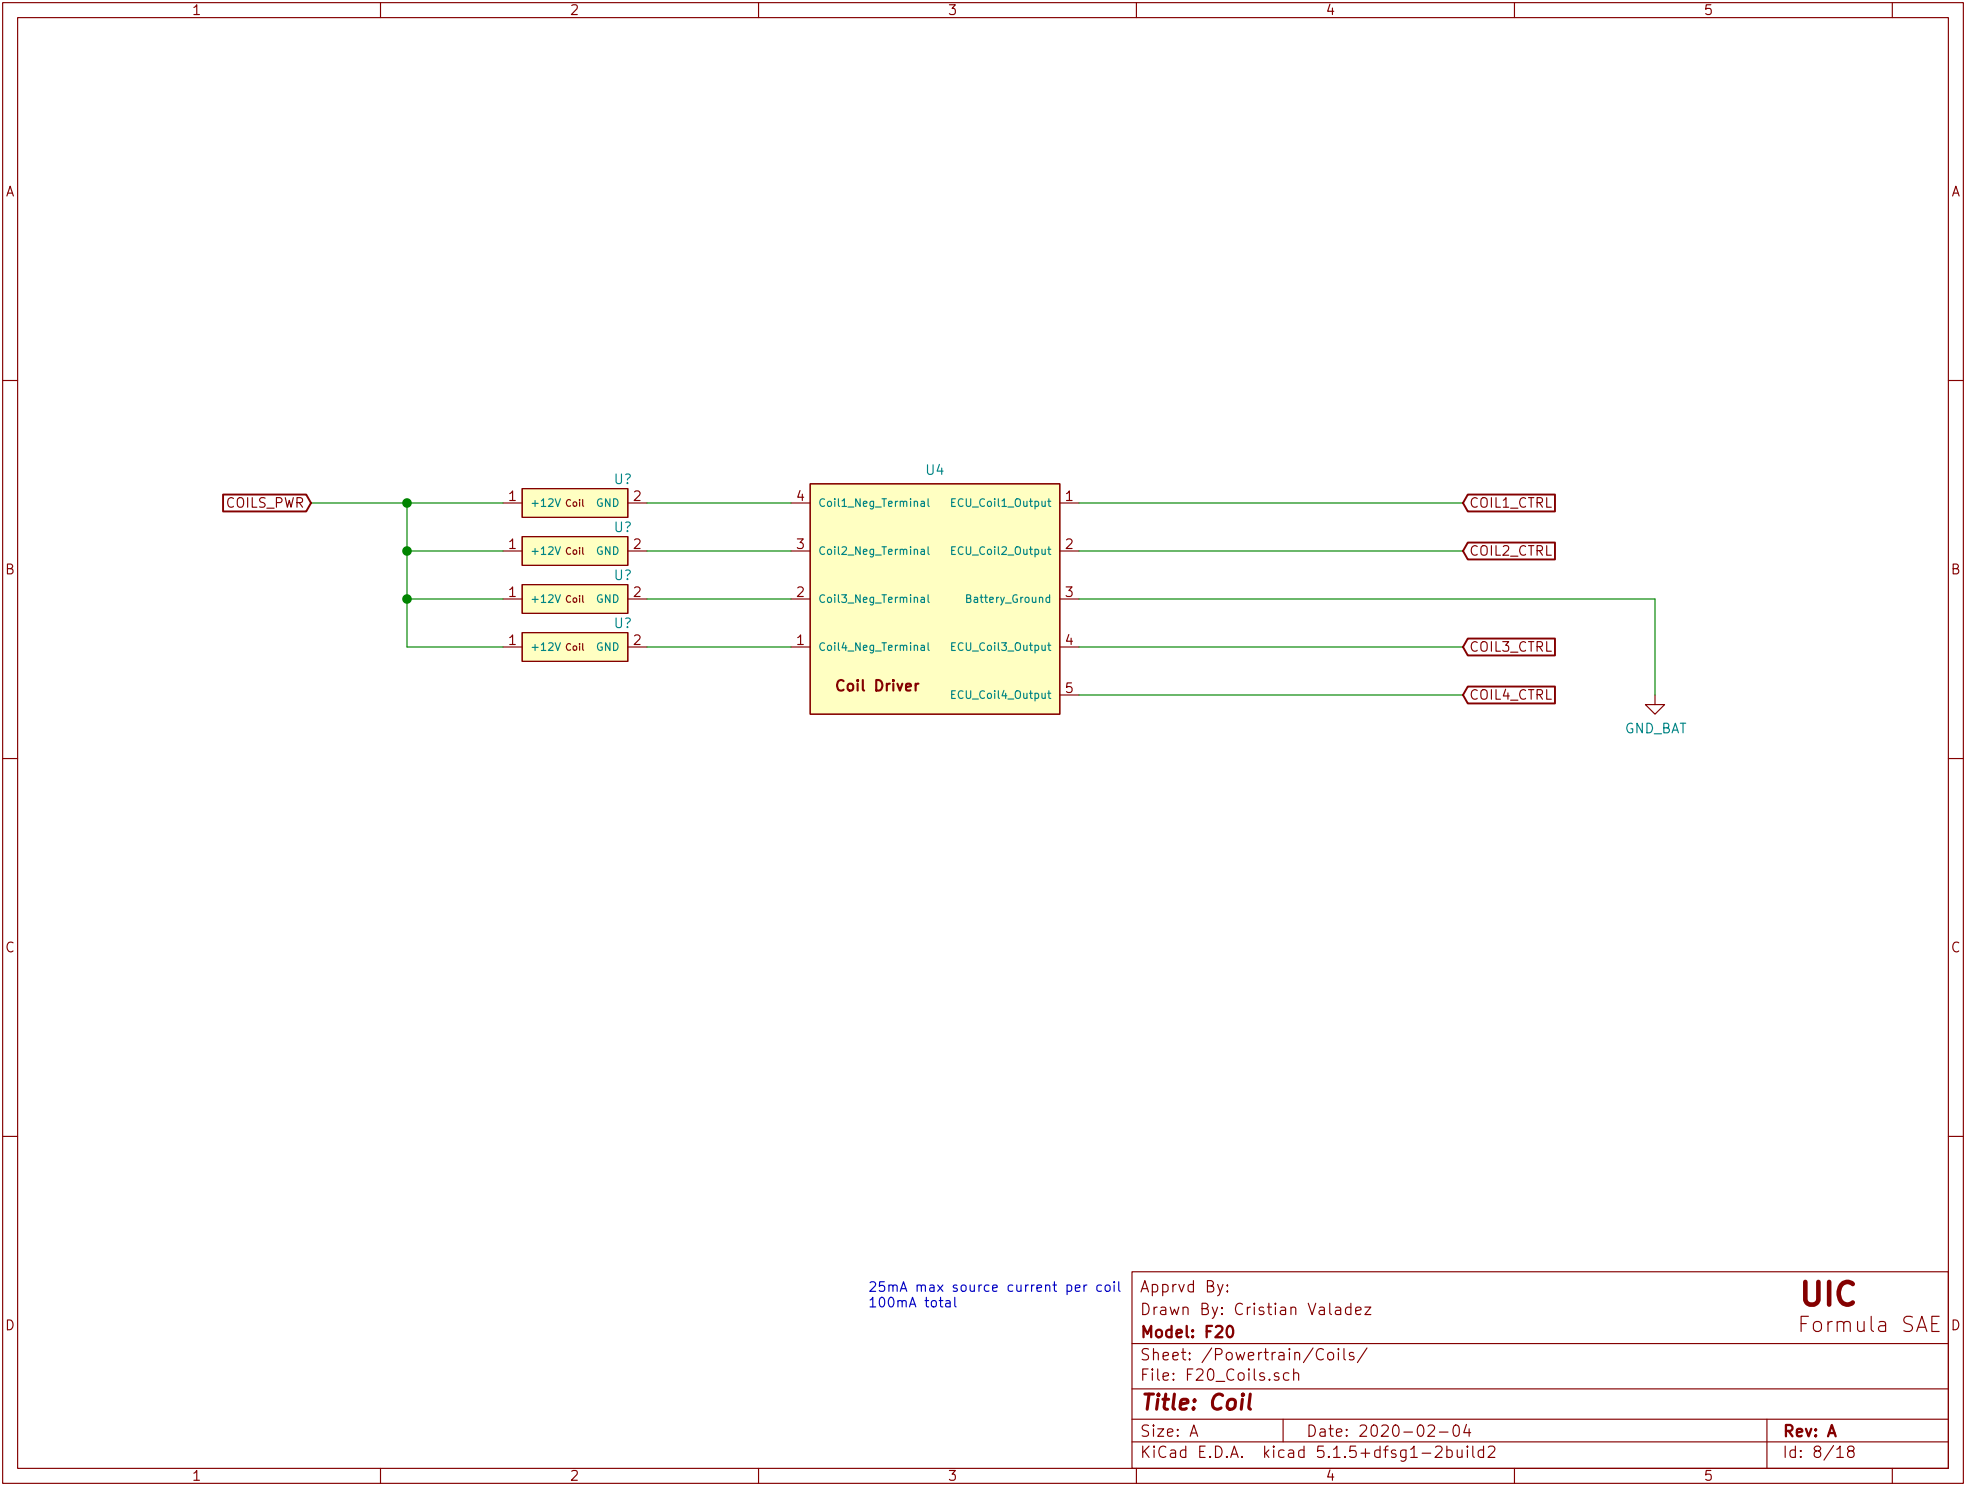 1 2 3 4 5
A A
U4
U?
COILS_PWR 1 +12V Coil GND 2 4 Coil1_Neg_Terminal ECU_Coil1_Output 1 COIL1_CTRL
U?
1 +12V Coil GND 2 3 Coil2_Neg_Terminal ECU_Coil2_Output 2 COIL2_CTRL
B U? B
1 +12V Coil GND 2 2 Coil3_Neg_Terminal Battery_Ground 3
U?
1 +12V Coil GND 2 1 Coil4_Neg_Terminal ECU_Coil3_Output 4 COIL3_CTRL
Coil Driver
ECU_Coil4_Output 5 COIL4_CTRL
GND_BAT
C C
25mA max source current per coil
100mA total
Apprvd By:
UIC
Drawn By: Cristian Valadez
Formula SAE
D D
Model: F20
Sheet: /Powertrain/Coils/
File: F20_Coils.sch
Title: Coil
Size: A Date: 2020-02-04 Rev: A
KiCad E.D.A. kicad 5.1.5+dfsg1-2build2 Id: 8/18
1 2 3 4 5